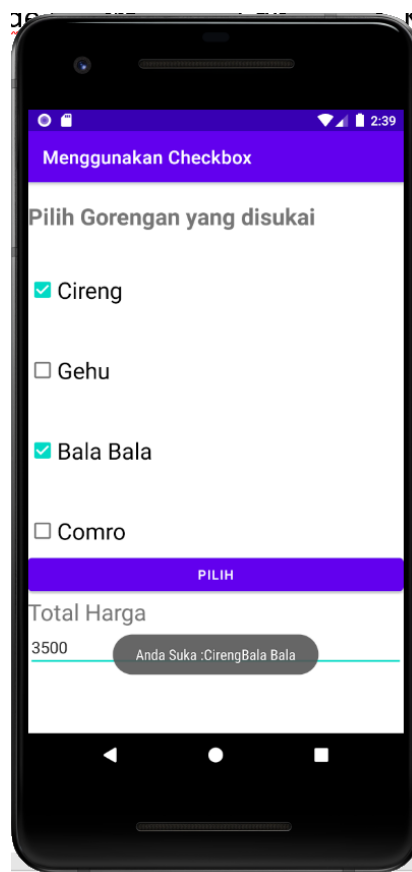 2:39
Menggunakan Checkbox
Pilih Gorengan yang disukai
Cireng
Gehu
Bala Bala
Comro
PILIH
Total Harga
3500
Anda Suka :CirengBala Bala